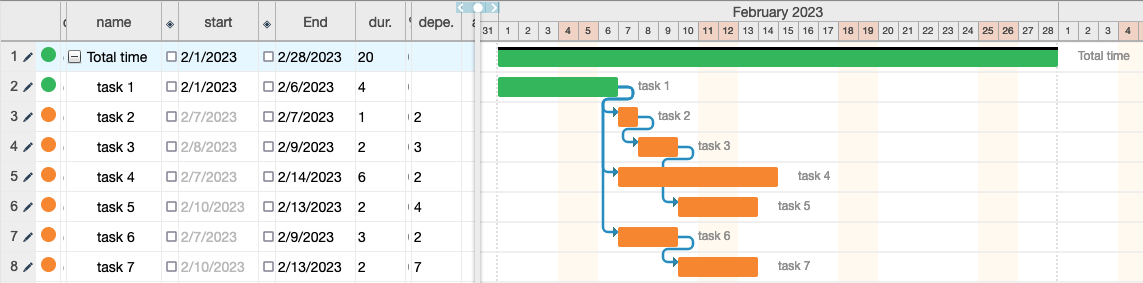 February 2023
name start End dur. depe.
31 1 2 3 4 5 6 7 8 9 10 11 12 13 14 15 16 17 18 19 20 21 22 23 24 25 26 27 28 1 2 3 4
1 Total time 2/1/2023 2/28/2023 20 Total time
2 task 1 2/1/2023 2/6/2023 4 task 1
3 task 2 2/7/2023 2/7/2023 1 2 task 2
4 task 3 2/8/2023 2/9/2023 2 3 task 3
5 task 4 2/7/2023 2/14/2023 6 2 task 4
6 task 5 2/10/2023 2/13/2023 2 4 task 5
7 task 6 2/7/2023 2/9/2023 3 2 task 6
8 task 7 2/10/2023 2/13/2023 2 7 task 7